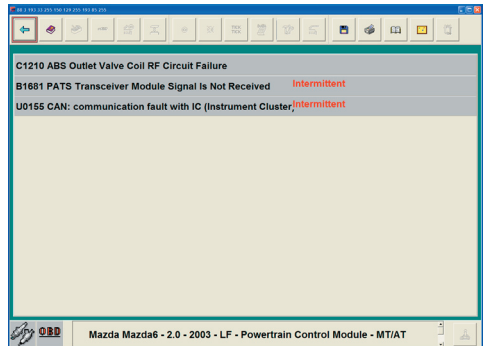 C1210 ABS Outlet Valve Coil RF Circuit Failure
B1681 PATS Transceiver Module Signal Is Not Received Intermittent
U0155 CAN: communication fault with IC (Instrument Cluster) Intermittent
OBD
Mazda Mazda6 - 2.0 - 2003 - LF - Powertrain Control Module - MT/AT